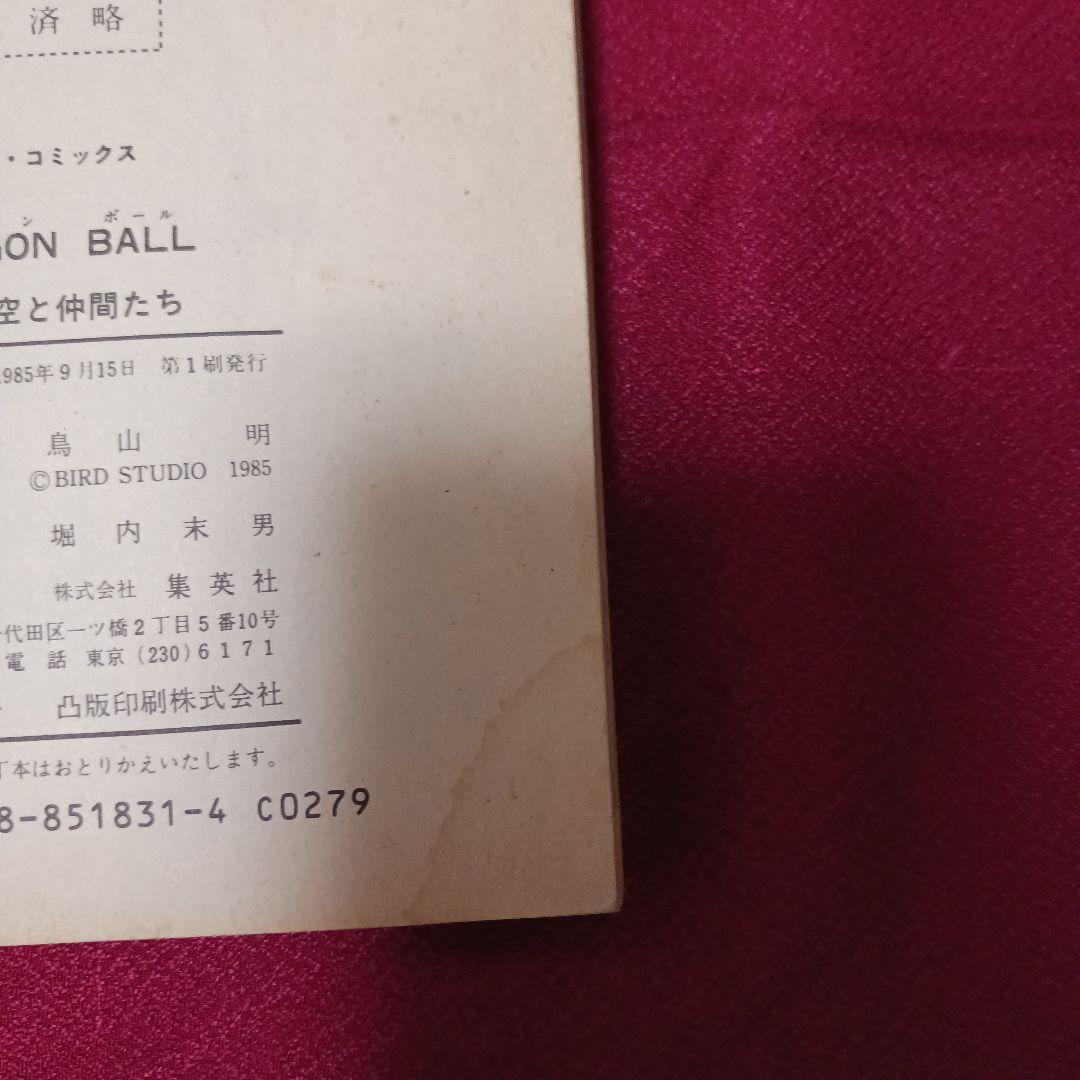 済略
・コミックス
ン ボール
GON BALL
空と仲間たち
1985年9月15日 第1刷発行
鳥山 明
©BIRD STUDIO 1985
堀内末男
株式会社 集英社
代田区一ツ橋2丁目5番10号
電話 東京(230)6171
凸版印刷株式会社
丁本はおとりかえいたします。
8-851831-4 C0279